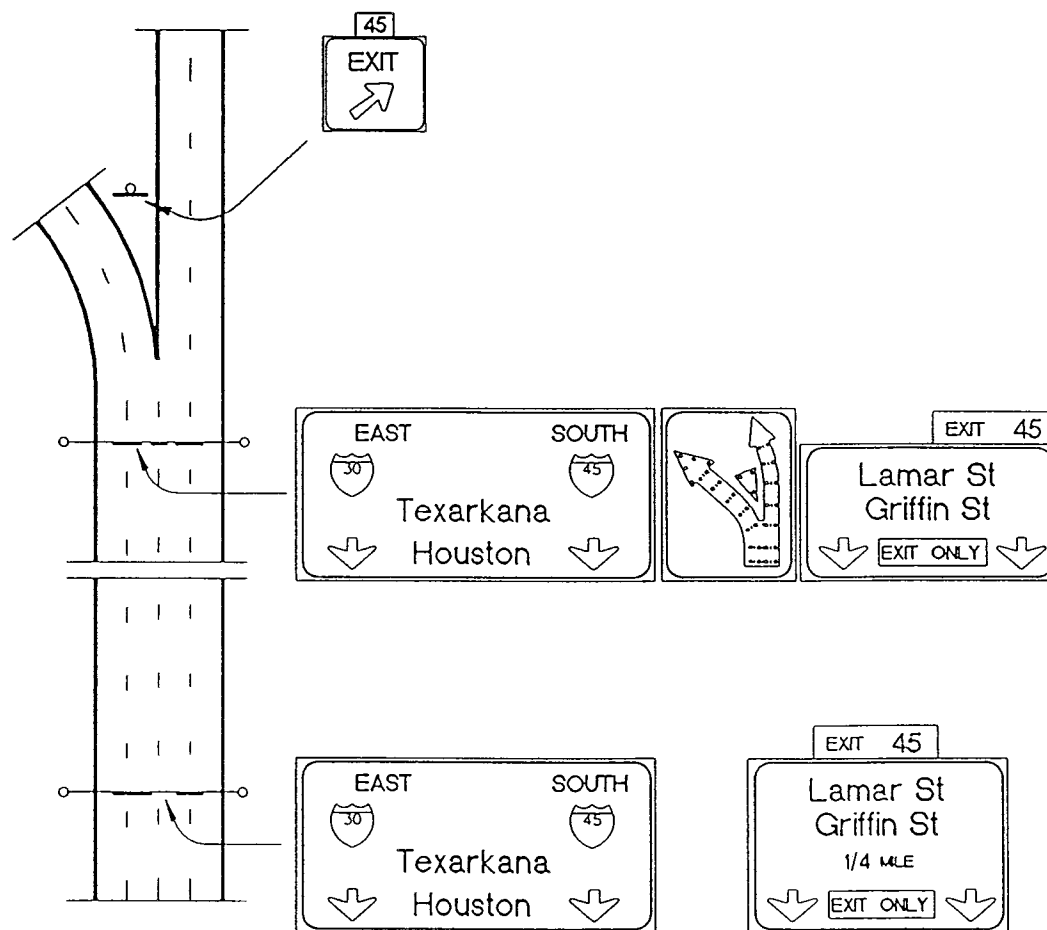 45
EXIT
EAST SOUTH
30 45
Texarkana
Houston
EXIT 45
Lamar St
Griffin St
EXIT ONLY
EAST SOUTH
30 45
Texarkana
Houston
EXIT 45
Lamar St
Griffin St
1/4 MILE
EXIT ONLY